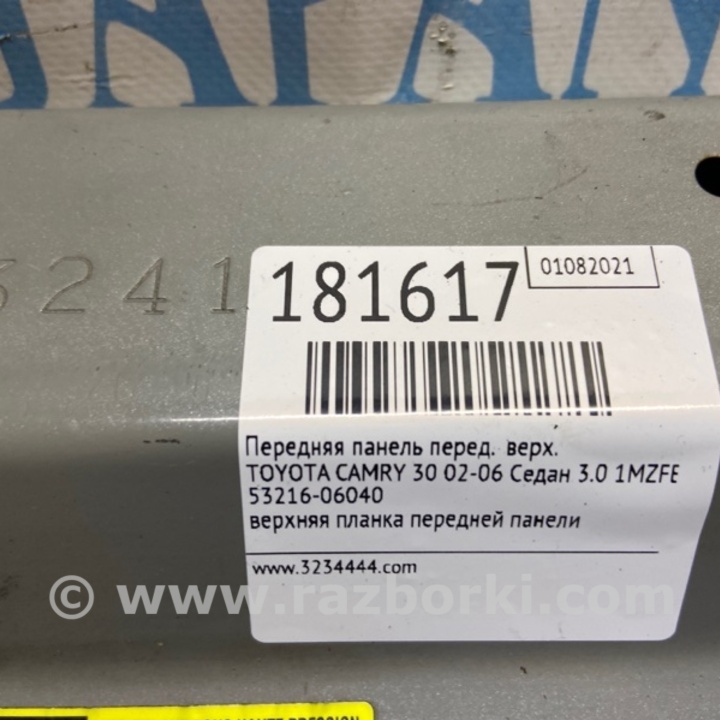 JAPAN
6241
181617
01082021
Передняя панель перед. верх.
TOYOTA CAMRY 30 02-06 Седан 3.0 1MZFE
53216-06040
верхняя планка передней панели
www.3234444.com
© www.razborki.com